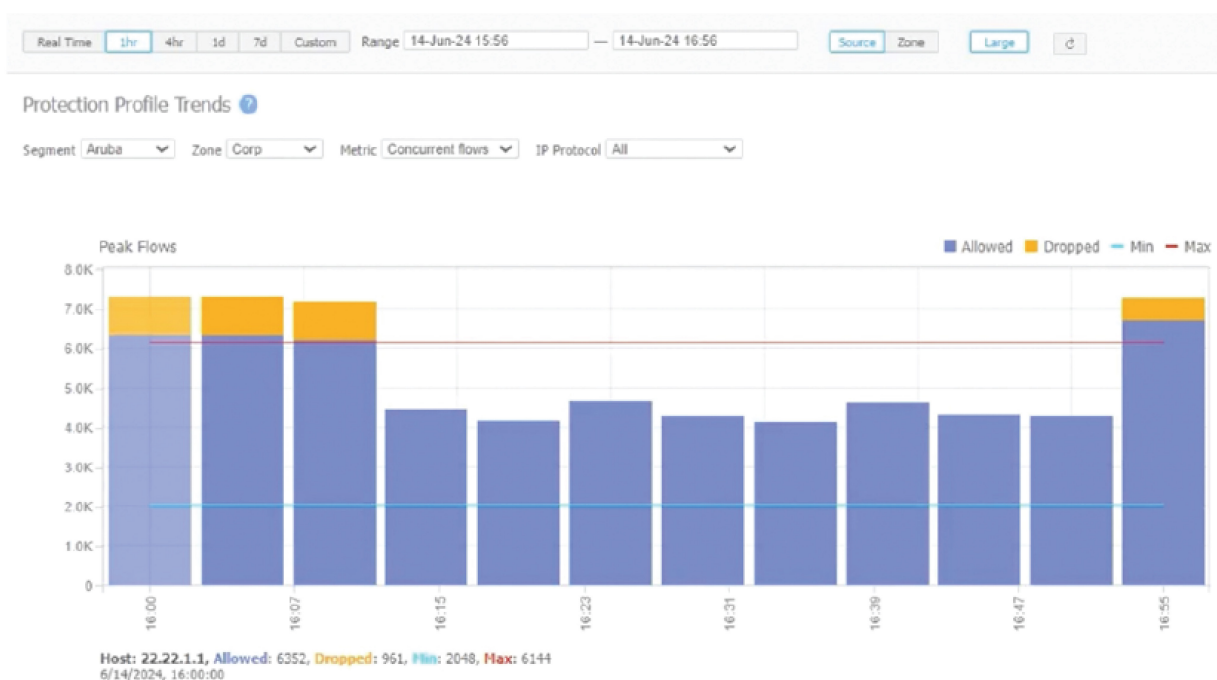 Real Time 1hr 4hr 1d 7d Custom Range 14-Jun-24 15:56 — 14-Jun-24 16:56 Source Zone Large
Protection Profile Trends ?
Segment Aruba Zone Corp Metric Concurrent flows IP Protocol All
Peak Flows Allowed Dropped Min Max
8.0K
7.0K
6.0K
5.0K
4.0K
3.0K
2.0K
1.0K
0
16:00 16:07 16:15 16:23 16:31 16:39 16:47 16:55
Host: 22.22.1.1, Allowed: 6352, Dropped: 961, Min: 2048, Max: 6144
6/14/2024, 16:00:00